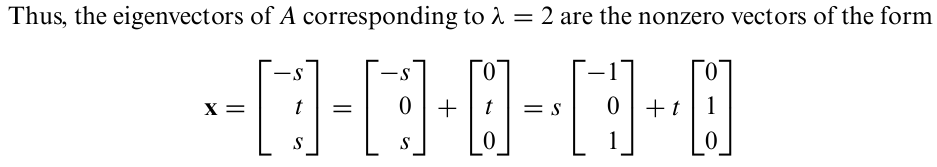 Thus, the eigenvectors of A corresponding to λ = 2 are the nonzero vectors of the form
x = [−s t s] = [−s 0 s] + [0 t 0] = s [−1 0 1] + t [0 1 0]